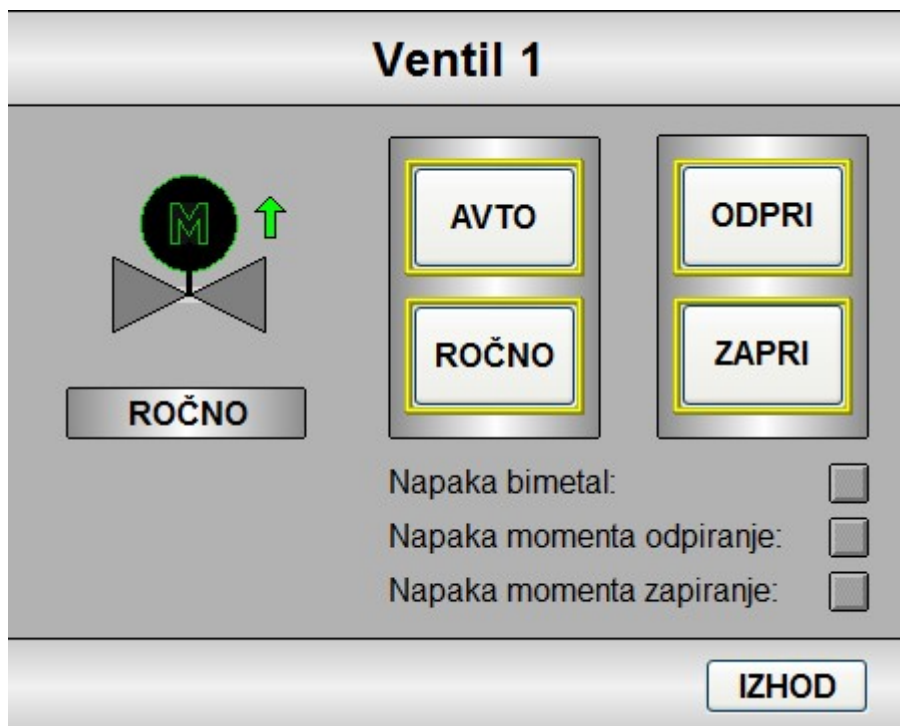 Ventil 1
M
AVTO
ODPRI
ROČNO
ZAPRI
ROČNO
Napaka bimetal:
Napaka momenta odpiranje:
Napaka momenta zapiranje:
IZHOD